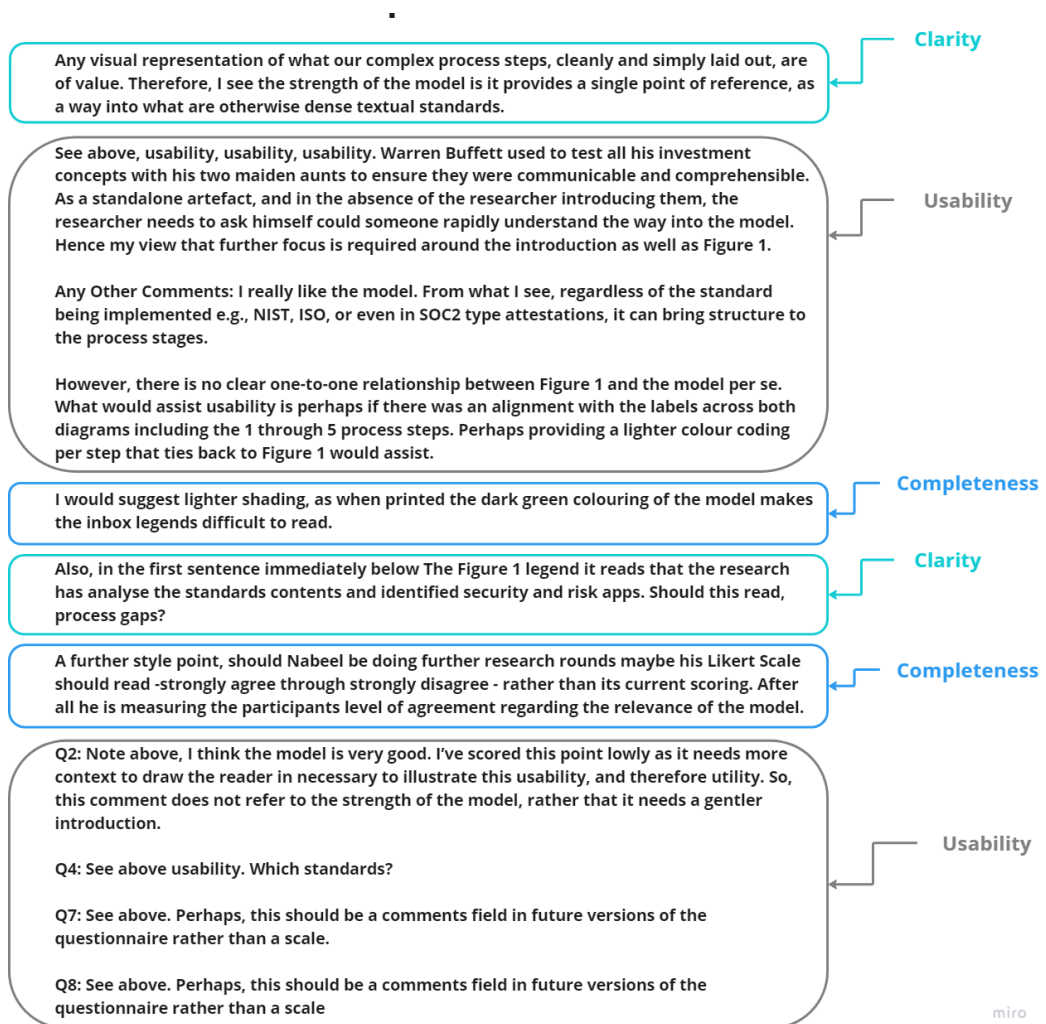 Clarity
Any visual representation of what our complex process steps, cleanly and simply laid out, are
of value. Therefore, I see the strength of the model is it provides a single point of reference, as
a way into what are otherwise dense textual standards.
See above, usability, usability, usability. Warren Buffett used to test all his investment
concepts with his two maiden aunts to ensure they were communicable and comprehensible.
As a standalone artefact, and in the absence of the researcher introducing them, the
researcher needs to ask himself could someone rapidly understand the way into the model.
Hence my view that further focus is required around the introduction as well as Figure 1.
Usability
Any Other Comments: I really like the model. From what I see, regardless of the standard
being implemented e.g., NIST, ISO, or even in SOC2 type attestations, it can bring structure to
the process stages.
However, there is no clear one-to-one relationship between Figure 1 and the model per se.
What would assist usability is perhaps if there was an alignment with the labels across both
diagrams including the 1 through 5 process steps. Perhaps providing a lighter colour coding
per step that ties back to Figure 1 would assist.
Completeness
I would suggest lighter shading, as when printed the dark green colouring of the model makes
the inbox legends difficult to read.
Clarity
Also, in the first sentence immediately below The Figure 1 legend it reads that the research
has analyse the standards contents and identified security and risk apps. Should this read,
process gaps?
Completeness
A further style point, should Nabeel be doing further research rounds maybe his Likert Scale
should read -strongly agree through strongly disagree - rather than its current scoring. After
all he is measuring the participants level of agreement regarding the relevance of the model.
Q2: Note above, I think the model is very good. I've scored this point lowly as it needs more
context to draw the reader in necessary to illustrate this usability, and therefore utility. So,
this comment does not refer to the strength of the model, rather that it needs a gentler
introduction.
Usability
Q4: See above usability. Which standards?
Q7: See above. Perhaps, this should be a comments field in future versions of the
questionnaire rather than a scale.
Q8: See above. Perhaps, this should be a comments field in future versions of the
questionnaire rather than a scale
miro